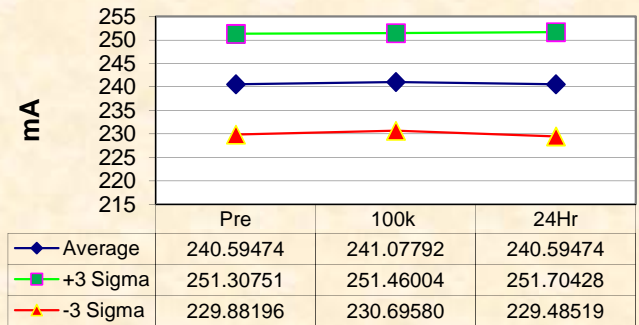 255
250
245
240
235
230
225
220
215
mA
Pre 100k 24Hr
Average 240.59474 241.07792 240.59474
+3 Sigma 251.30751 251.46004 251.70428
-3 Sigma 229.88196 230.69580 229.48519